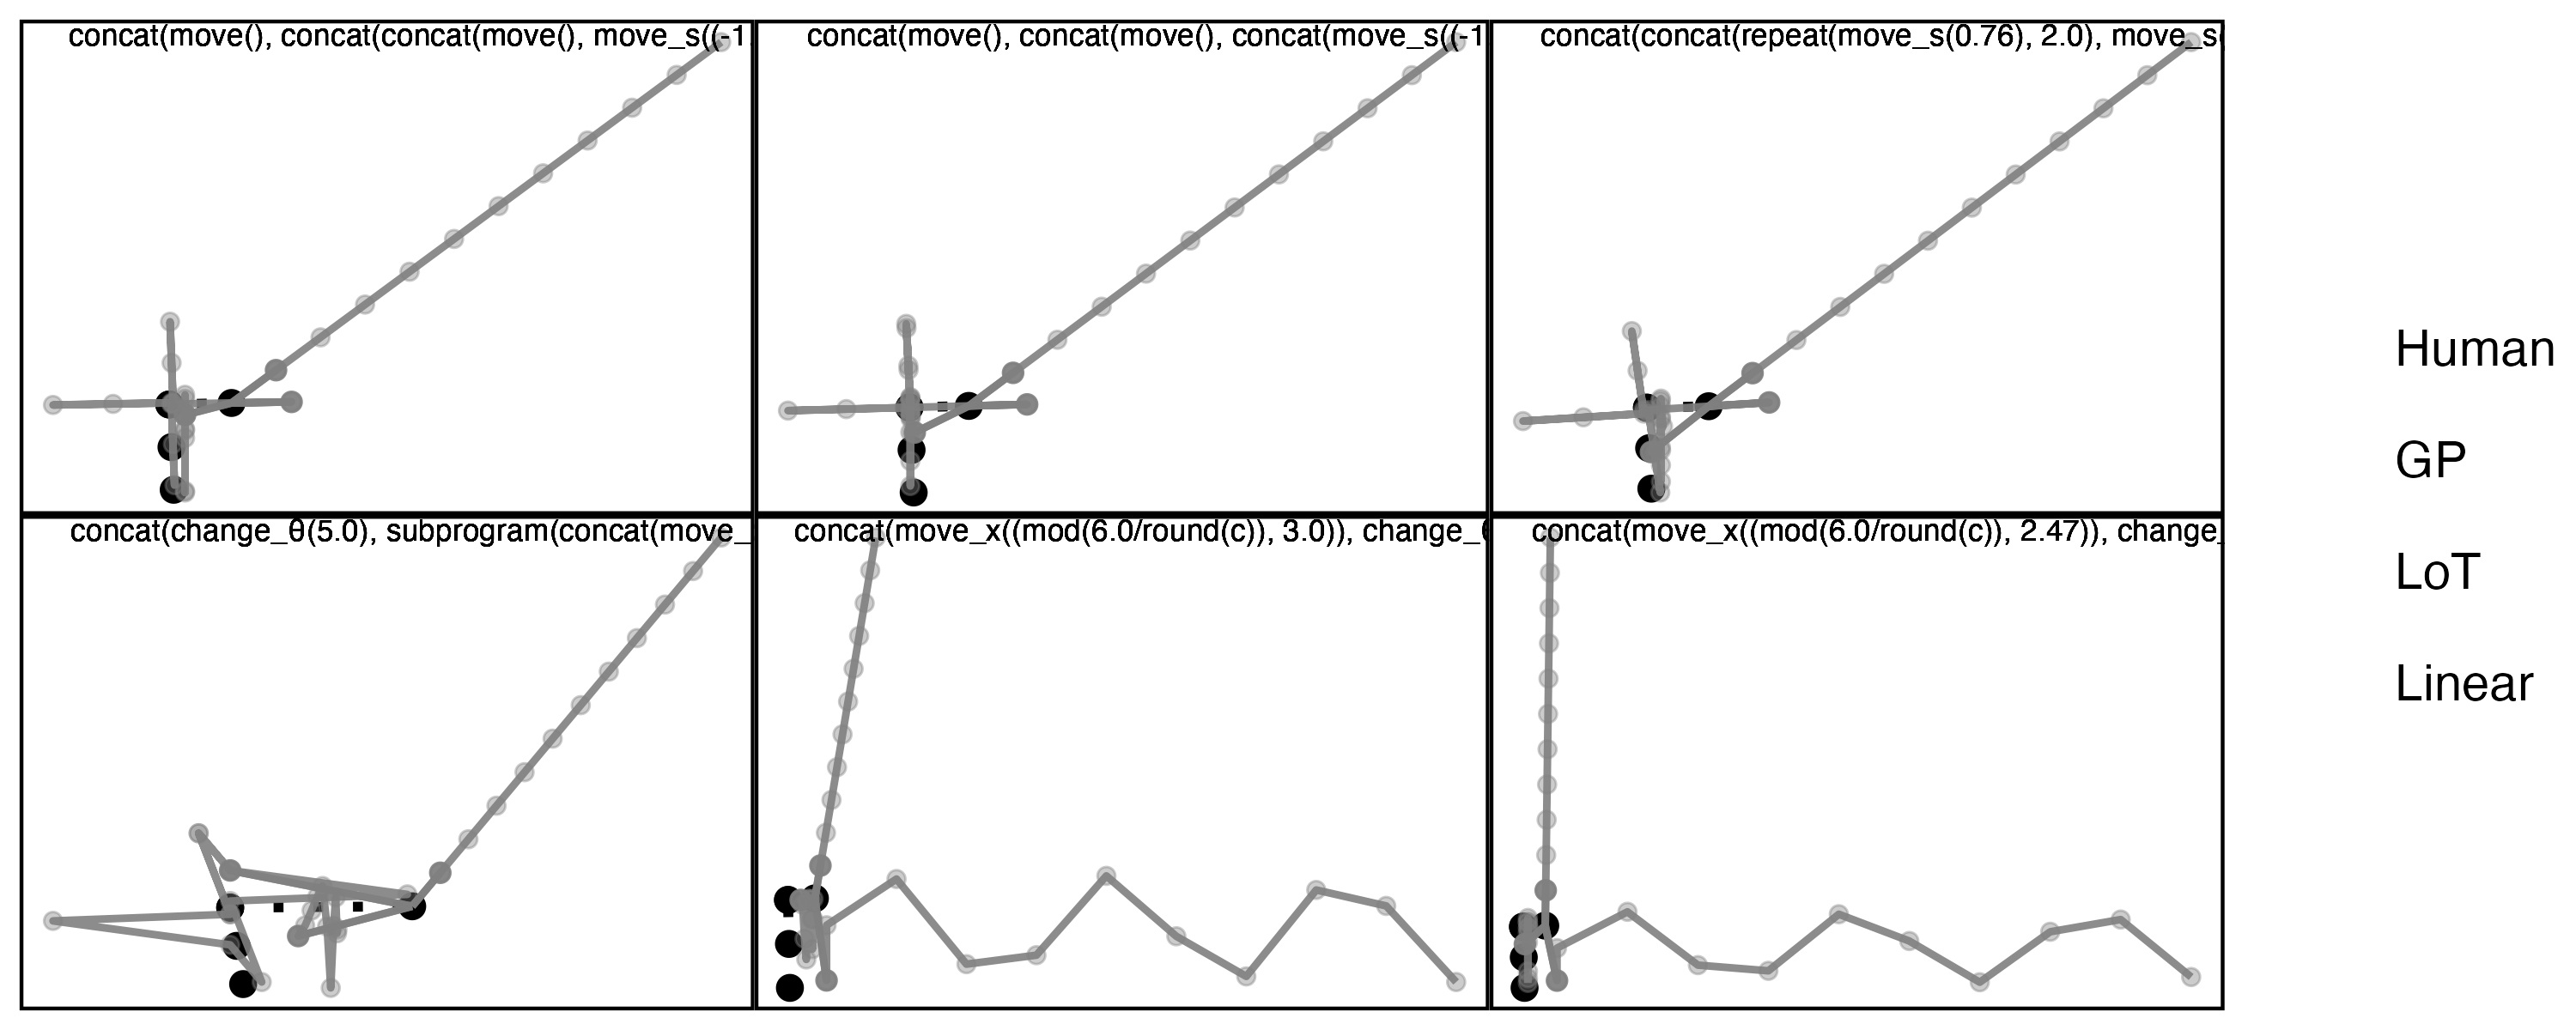 concat(move(), concat(concat(move(), move_s((-1
concat(move(), concat(move(), concat(move_s((-1
concat(concat(repeat(move_s(0.76), 2.0), move_s(
concat(change_θ(5.0), subprogram(concat(move_
concat(move_x((mod(6.0/round(c)), 3.0)), change_
concat(move_x((mod(6.0/round(c)), 2.47)), change_
Human
GP
LoT
Linear